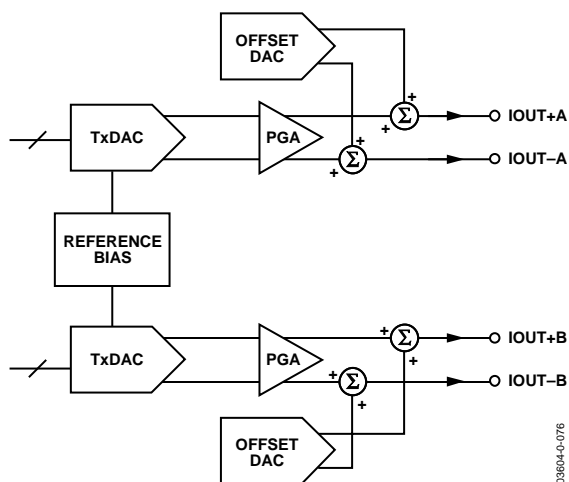 OFFSET
DAC
+
+
Σ
IOUT+A
TxDAC
PGA
+
+
Σ
IOUT–A
REFERENCE
BIAS
TxDAC
PGA
+
Σ
+
IOUT+B
+
Σ
+
IOUT–B
OFFSET
DAC
03604-0-076